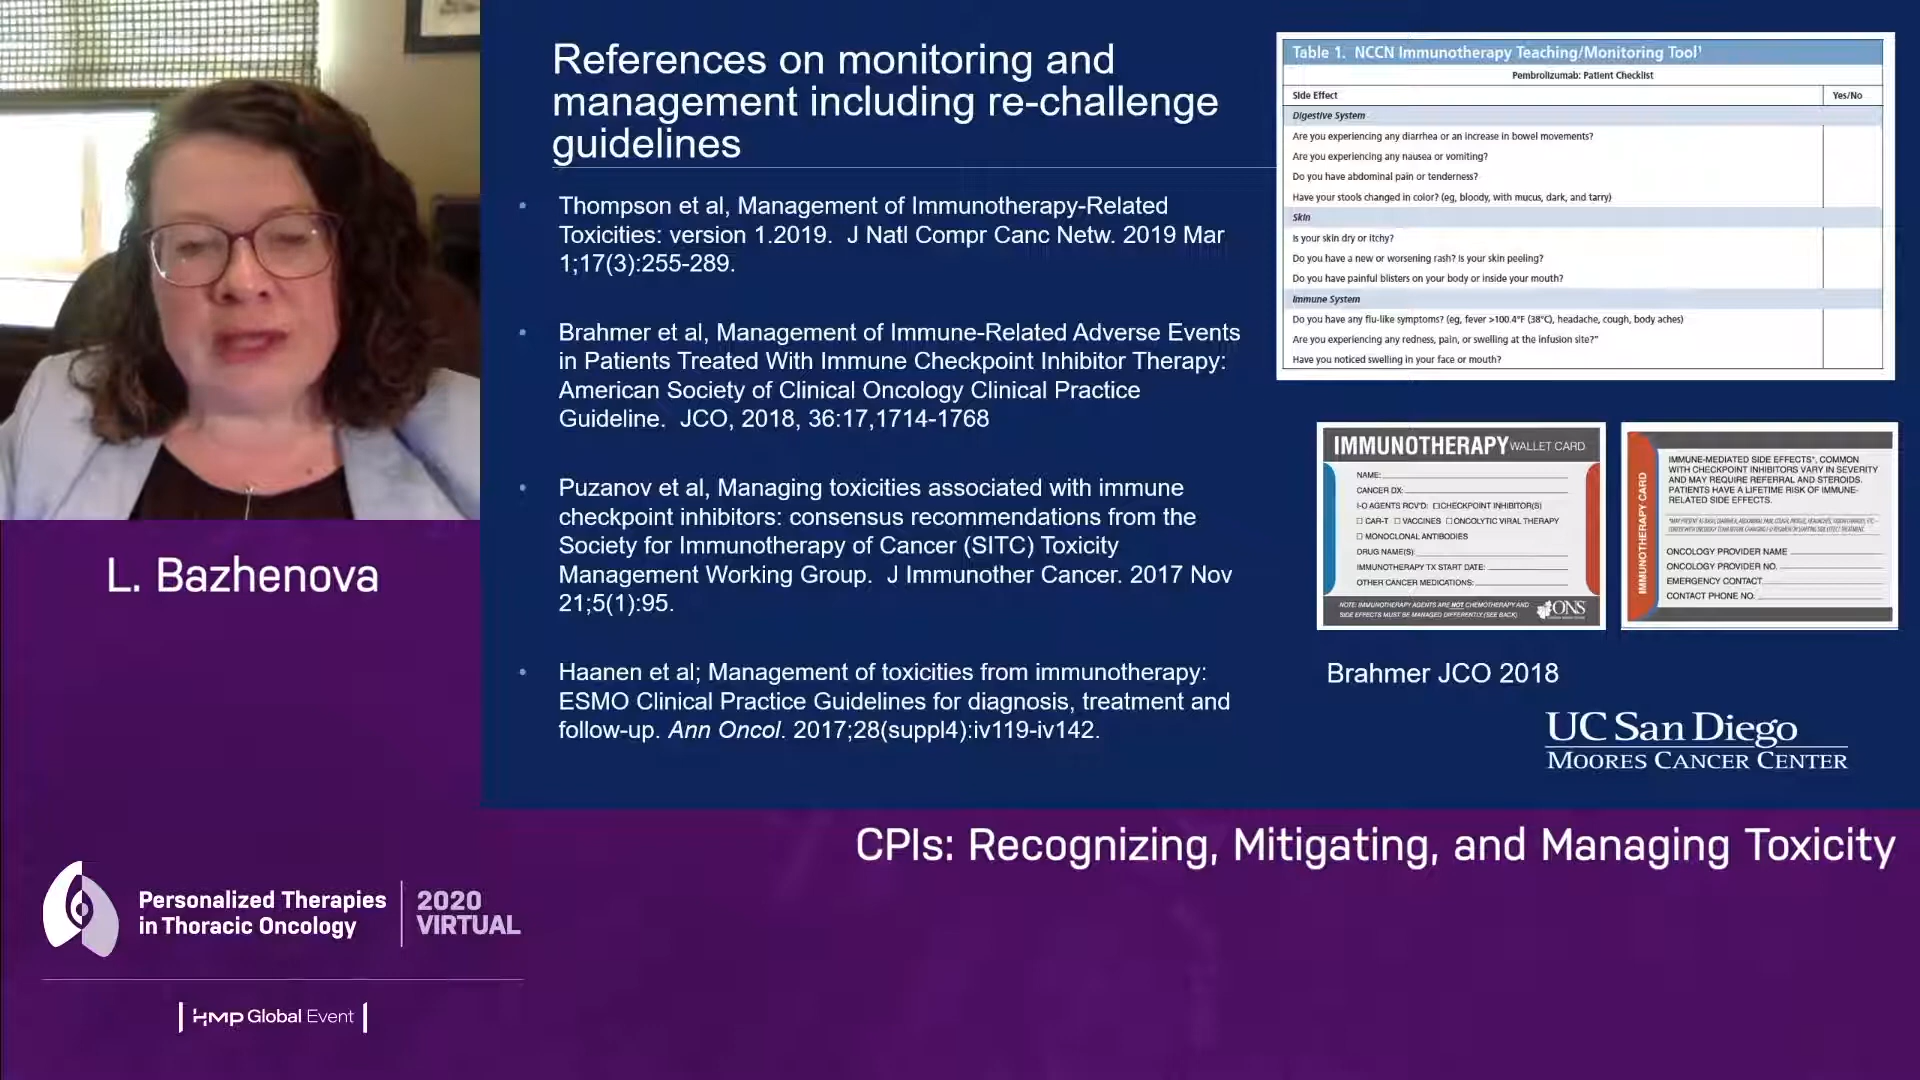 References on monitoring and
management including re-challenge
guidelines
• Thompson et al, Management of Immunotherapy-Related
Toxicities: version 1.2019. J Natl Compr Canc Netw. 2019 Mar
1;17(3):255-289.
• Brahmer et al, Management of Immune-Related Adverse Events
in Patients Treated With Immune Checkpoint Inhibitor Therapy:
American Society of Clinical Oncology Clinical Practice
Guideline. JCO, 2018, 36:17,1714-1768
• Puzanov et al, Managing toxicities associated with immune
checkpoint inhibitors: consensus recommendations from the
Society for Immunotherapy of Cancer (SITC) Toxicity
Management Working Group. J Immunother Cancer. 2017 Nov
21;5(1):95.
• Haanen et al; Management of toxicities from immunotherapy:
ESMO Clinical Practice Guidelines for diagnosis, treatment and
follow-up. Ann Oncol. 2017;28(suppl4):iv119-iv142.
Table 1. NCCN Immunotherapy Teaching/Monitoring Tool¹
Pembrolizumab: Patient Checklist
Side Effect Yes/No
Digestive System
Are you experiencing any diarrhea or an increase in bowel movements?
Are you experiencing any nausea or vomiting?
Do you have abdominal pain or tenderness?
Have your stools changed in color? (eg, bloody, with mucus, dark, and tarry)
Skin
Is your skin dry or itchy?
Do you have a new or worsening rash? Is your skin peeling?
Do you have painful blisters on your body or inside your mouth?
Immune System
Do you have any flu-like symptoms? (eg, fever >100.4°F (38°C), headache, cough, body aches)
Are you experiencing any redness, pain, or swelling at the infusion site?*
Have you noticed swelling in your face or mouth?
IMMUNOTHERAPY WALLET CARD
NAME:
CANCER DX:
I-O AGENTS RCV'D: ☐ CHECKPOINT INHIBITOR(S)
☐ CAR-T ☐ VACCINES ☐ ONCOLYTIC VIRAL THERAPY
☐ MONOCLONAL ANTIBODIES
DRUG NAME(S):
IMMUNOTHERAPY TX START DATE:
OTHER CANCER MEDICATIONS:
NOTE: IMMUNOTHERAPY AGENTS ARE NOT CHEMOTHERAPY AND
SIDE EFFECTS MUST BE MANAGED DIFFERENTLY. (SEE BACK)
ONS
IMMUNOTHERAPY CARD
IMMUNE-MEDIATED SIDE EFFECTS*, COMMON
WITH CHECKPOINT INHIBITORS VARY IN SEVERITY
AND MAY REQUIRE REFERRAL AND STEROIDS.
PATIENTS HAVE A LIFETIME RISK OF IMMUNE-
RELATED SIDE EFFECTS.
ONCOLOGY PROVIDER NAME
ONCOLOGY PROVIDER NO.
EMERGENCY CONTACT
CONTACT PHONE NO.
Brahmer JCO 2018
UC San Diego
MOORES CANCER CENTER
L. Bazhenova
CPIs: Recognizing, Mitigating, and Managing Toxicity
Personalized Therapies
in Thoracic Oncology
2020
VIRTUAL
HMP Global Event